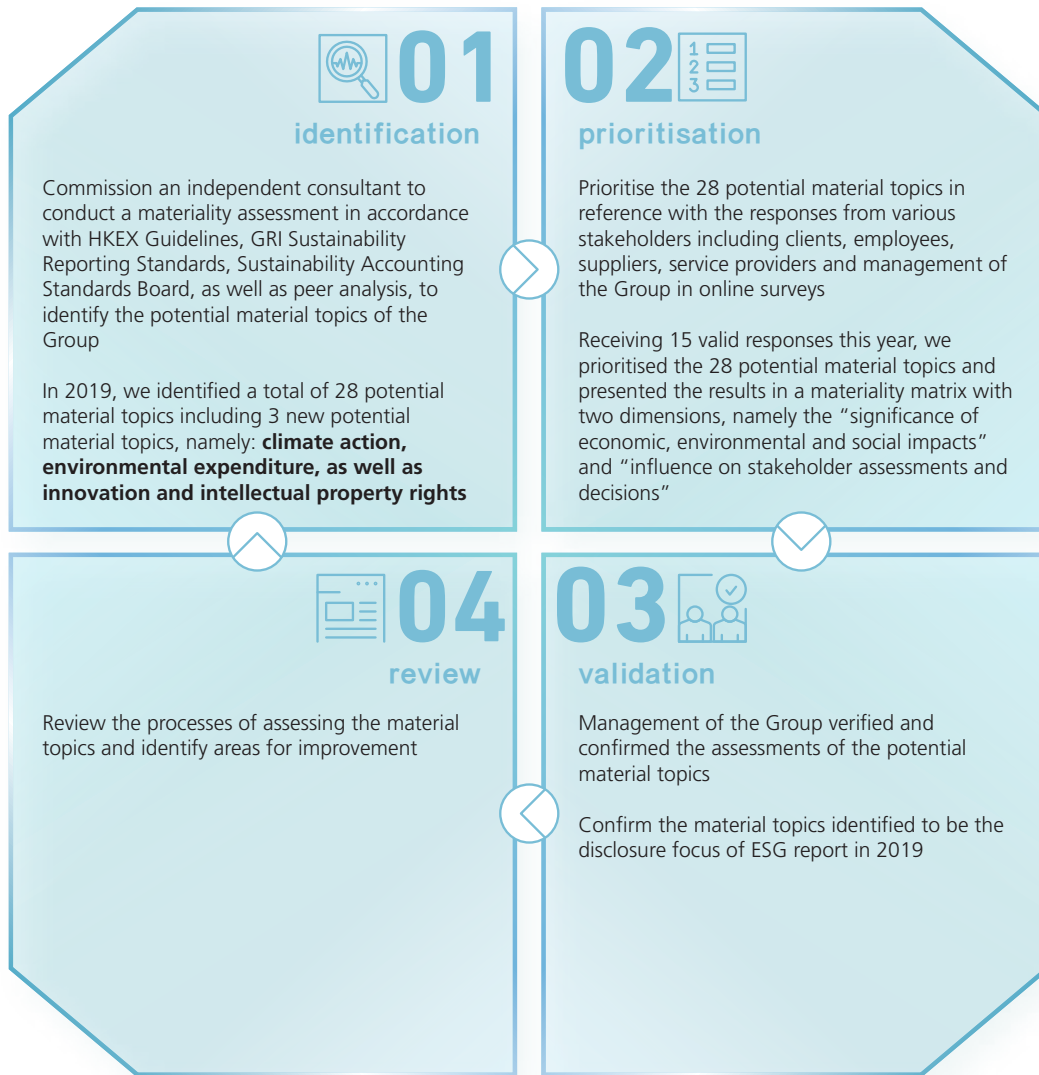 01
identification
Commission an independent consultant to
conduct a materiality assessment in accordance
with HKEX Guidelines, GRI Sustainability
Reporting Standards, Sustainability Accounting
Standards Board, as well as peer analysis, to
identify the potential material topics of the
Group
In 2019, we identified a total of 28 potential
material topics including 3 new potential
material topics, namely: climate action,
environmental expenditure, as well as
innovation and intellectual property rights
02
1
2
3
prioritisation
Prioritise the 28 potential material topics in
reference with the responses from various
stakeholders including clients, employees,
suppliers, service providers and management of
the Group in online surveys
Receiving 15 valid responses this year, we
prioritised the 28 potential material topics and
presented the results in a materiality matrix with
two dimensions, namely the “significance of
economic, environmental and social impacts”
and “influence on stakeholder assessments and
decisions”
03
validation
Management of the Group verified and
confirmed the assessments of the potential
material topics
Confirm the material topics identified to be the
disclosure focus of ESG report in 2019
04
review
Review the processes of assessing the material
topics and identify areas for improvement